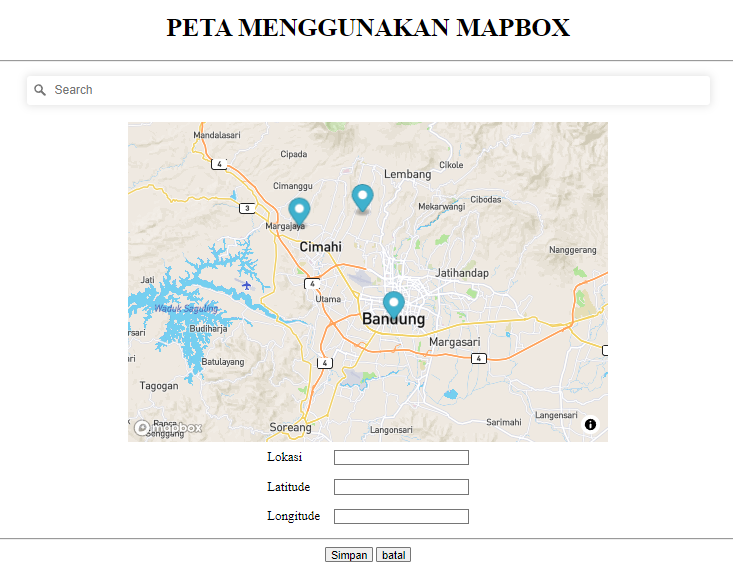 PETA MENGGUNAKAN MAPBOX
Search
Mandalasari
4
Cipada
Cikole
Lembang
Cimanggu
3
Cibodas
Mekarwangi
Margajaya
Cimahi
Nanggerang
Jatihandap
Jati
4
Utama
Waduk Saguling
Bandung
Budiharja
sari
Margasari
4
ri
Batulayang
4
Tagogan
Langensari
Sarimahi
Soreang
Langonsari
mapbox
Lokasi
Latitude
Longitude
Simpan batal